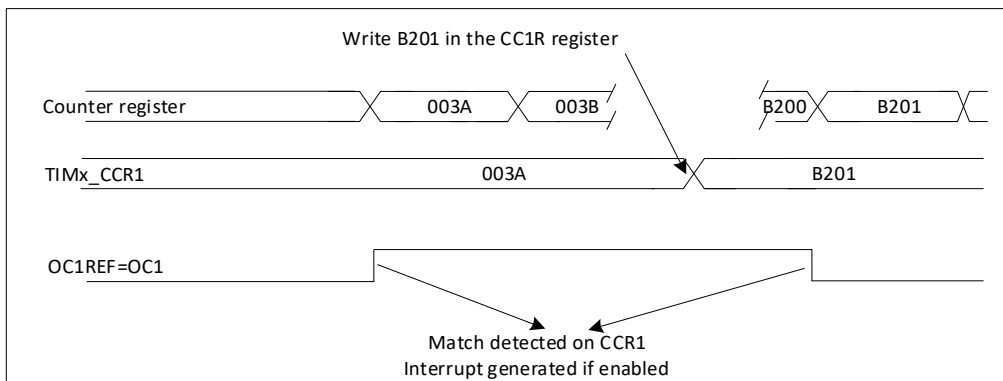 Write B201 in the CC1R register
Counter register 003A 003B B200 B201
TIMx_CCR1 003A B201
OC1REF=OC1
Match detected on CCR1
Interrupt generated if enabled